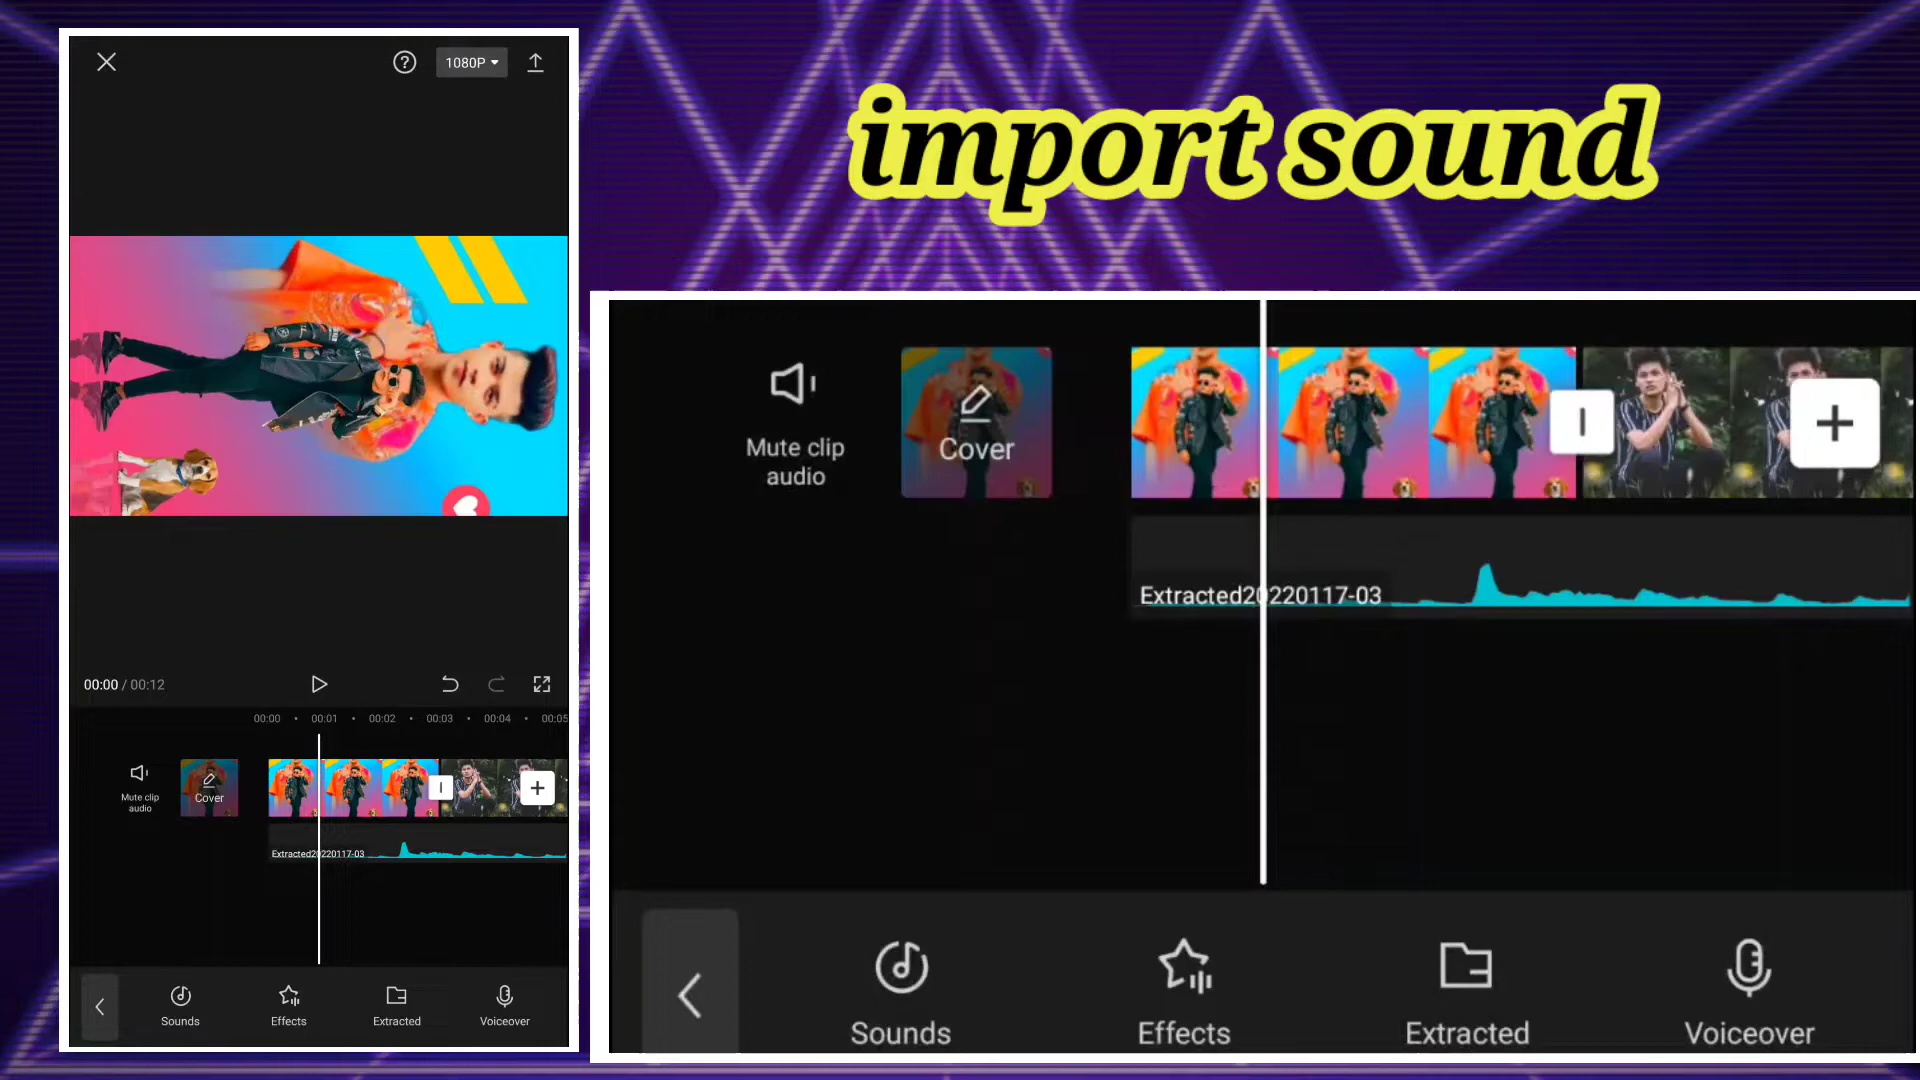 1080P
import sound
00:00 / 00:12
00:00
00:01
00:02
00:03
00:04
00:05
Mute clip
audio
Cover
Extracted20220117-03
Sounds
Effects
Extracted
Voiceover
Mute clip
audio
Cover
Extracted20220117-03
Sounds
Effects
Extracted
Voiceover